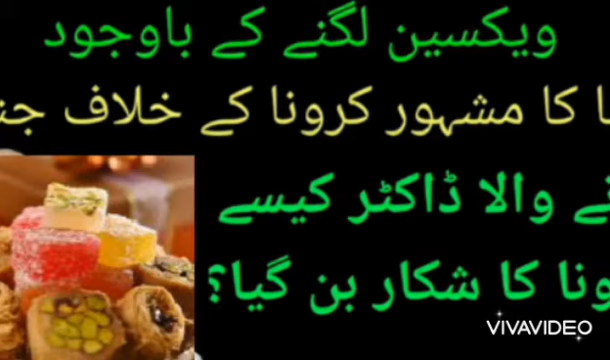 ویکسین لگنے کے باوجود
کا مشہور کرونا کے خلاف
والا ڈاکٹر کیسے
کا شکار بن گیا؟
VIVAVIDEO